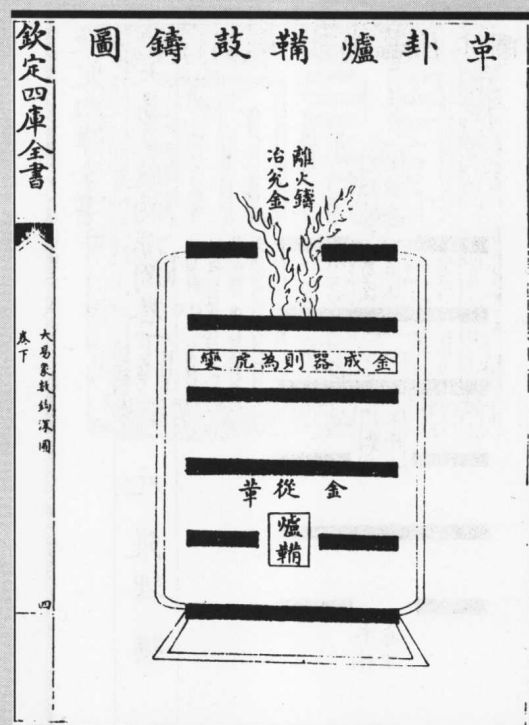 革卦爐鞴鼓鑄圖
離火鑄
冶兌金
金成器則為虎變
金從革
爐鞴
欽定四庫全書
大易象數鈎深圖
卷下
四